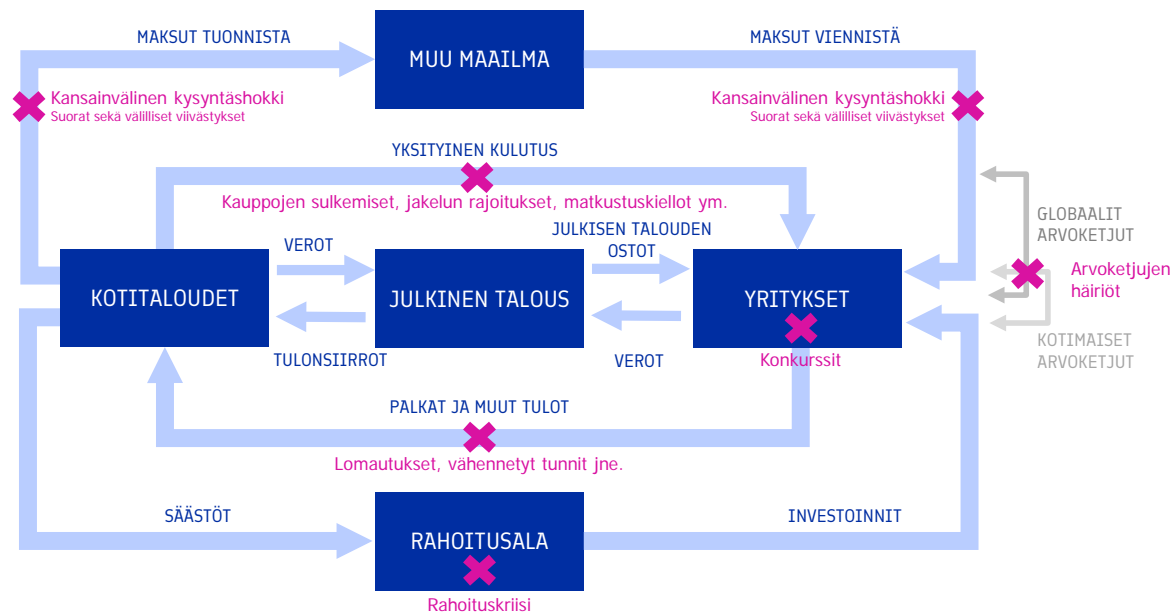 MAKSUT TUONNISTA
MUU MAAILMA
MAKSUT VIENNISTÄ
Kansainvälinen kysyntäshokki
Suorat sekä välilliset viivästykset
Kansainvälinen kysyntäshokki
Suorat sekä välilliset viivästykset
YKSITYINEN KULUTUS
Kauppojen sulkemiset, jakelun rajoitukset, matkustuskiellot ym.
GLOBAALIT
ARVOKETJUT
VEROT
JULKISEN TALOUDEN
OSTOT
KOTITALOUDET
JULKINEN TALOUS
YRITYKSET
Arvoketjujen
häiriöt
TULONSIIRROT
VEROT
Konkurssit
KOTIMAISET
ARVOKETJUT
PALKAT JA MUUT TULOT
Lomautukset, vähennetyt tunnit jne.
SÄÄSTÖT
RAHOITUSALA
INVESTOINNIT
Rahoituskriisi